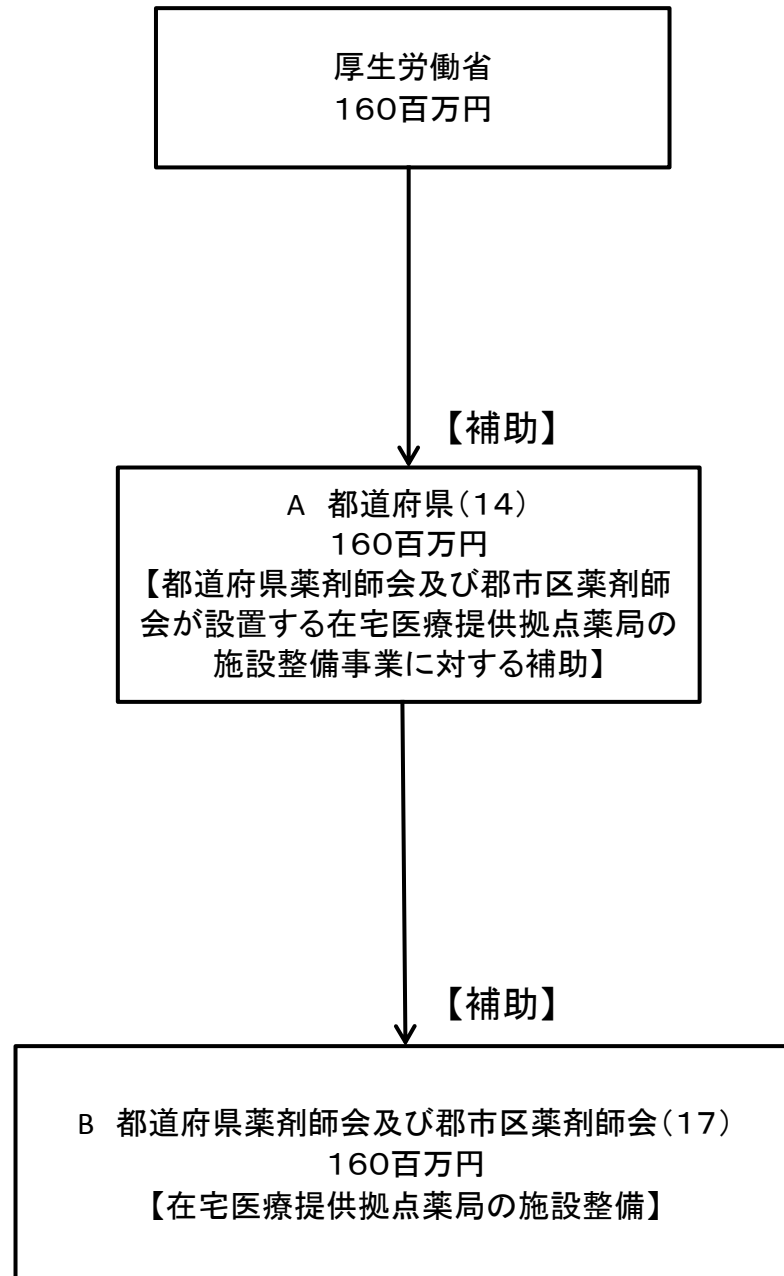 厚生労働省
160百万円
【補助】
A 都道府県(14)
160百万円
【都道府県薬剤師会及び郡市区薬剤師
会が設置する在宅医療提供拠点薬局の
施設整備事業に対する補助】
【補助】
B 都道府県薬剤師会及び郡市区薬剤師会(17)
160百万円
【在宅医療提供拠点薬局の施設整備】